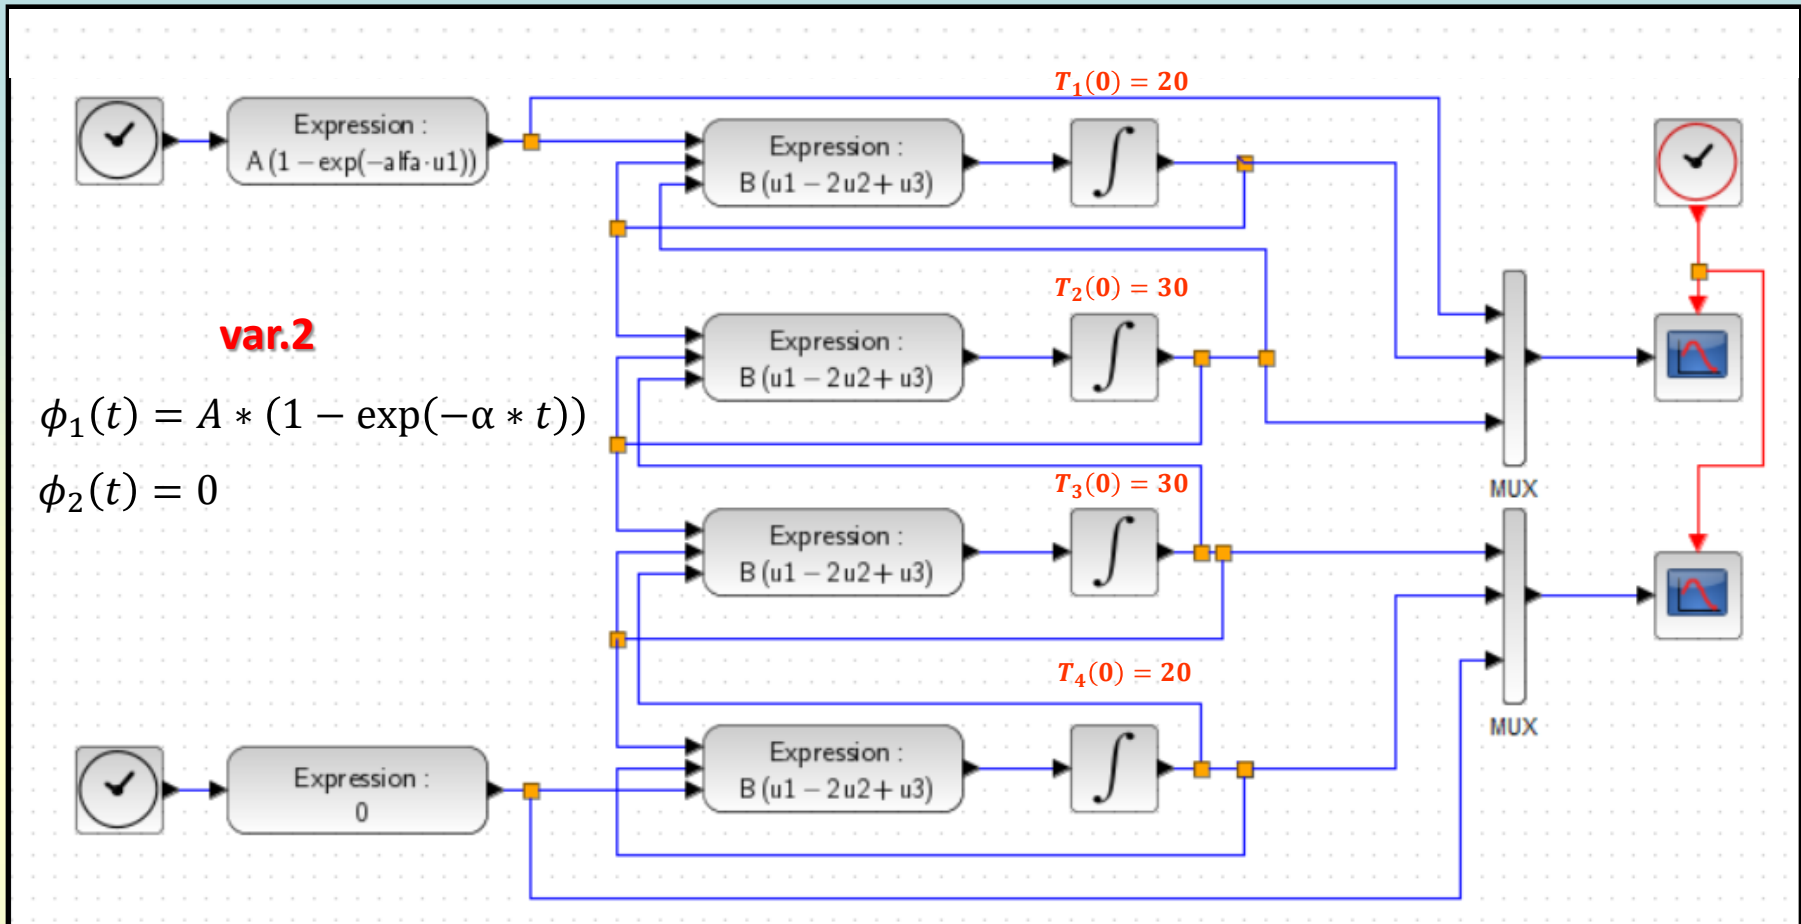 T₁(0) = 20
Expression :
A (1 – exp(–alfa·u1))
Expression :
B (u1 – 2u2+ u3)
T₂(0) = 30
var.2
Expression :
B (u1 – 2u2+ u3)
ϕ₁(t) = A ∗ (1 − exp(−α ∗ t))
ϕ₂(t) = 0
T₃(0) = 30
MUX
Expression :
B (u1 – 2u2+ u3)
T₄(0) = 20
MUX
Expression :
B (u1 – 2u2+ u3)
Expression :
0